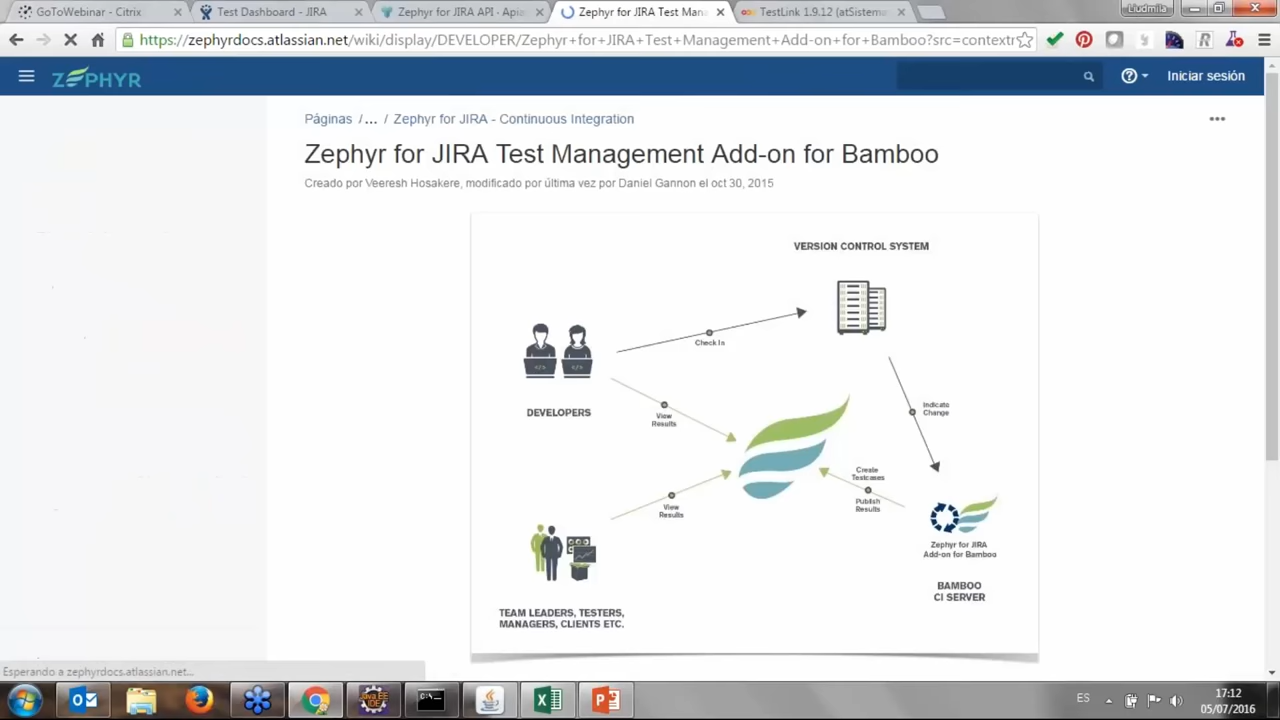 GoToWebinar - Citrix
Test Dashboard - JIRA
Zephyr for JIRA API - Apia
Zephyr for JIRA Test Man
TestLink 1.9.12 (atSistema
Liudmila
https://zephyrdocs.atlassian.net/wiki/display/DEVELOPER/Zephyr+for+JIRA+Test+Management+Add-on+for+Bamboo?src=contextn
ZEPHYR
Iniciar sesión
Páginas /... / Zephyr for JIRA - Continuous Integration
Zephyr for JIRA Test Management Add-on for Bamboo
Creado por Veeresh Hosakere, modificado por última vez por Daniel Gannon el oct 30, 2015
VERSION CONTROL SYSTEM
Check In
DEVELOPERS
View
Results
Indicate
Change
Create
Testcases
Publish
Results
View
Results
Zephyr for JIRA
Add-on for Bamboo
BAMBOO
CI SERVER
TEAM LEADERS, TESTERS,
MANAGERS, CLIENTS ETC.
Esperando a zephyrdocs.atlassian.net...
Java EE
IDE
ES
17:12
05/07/2016